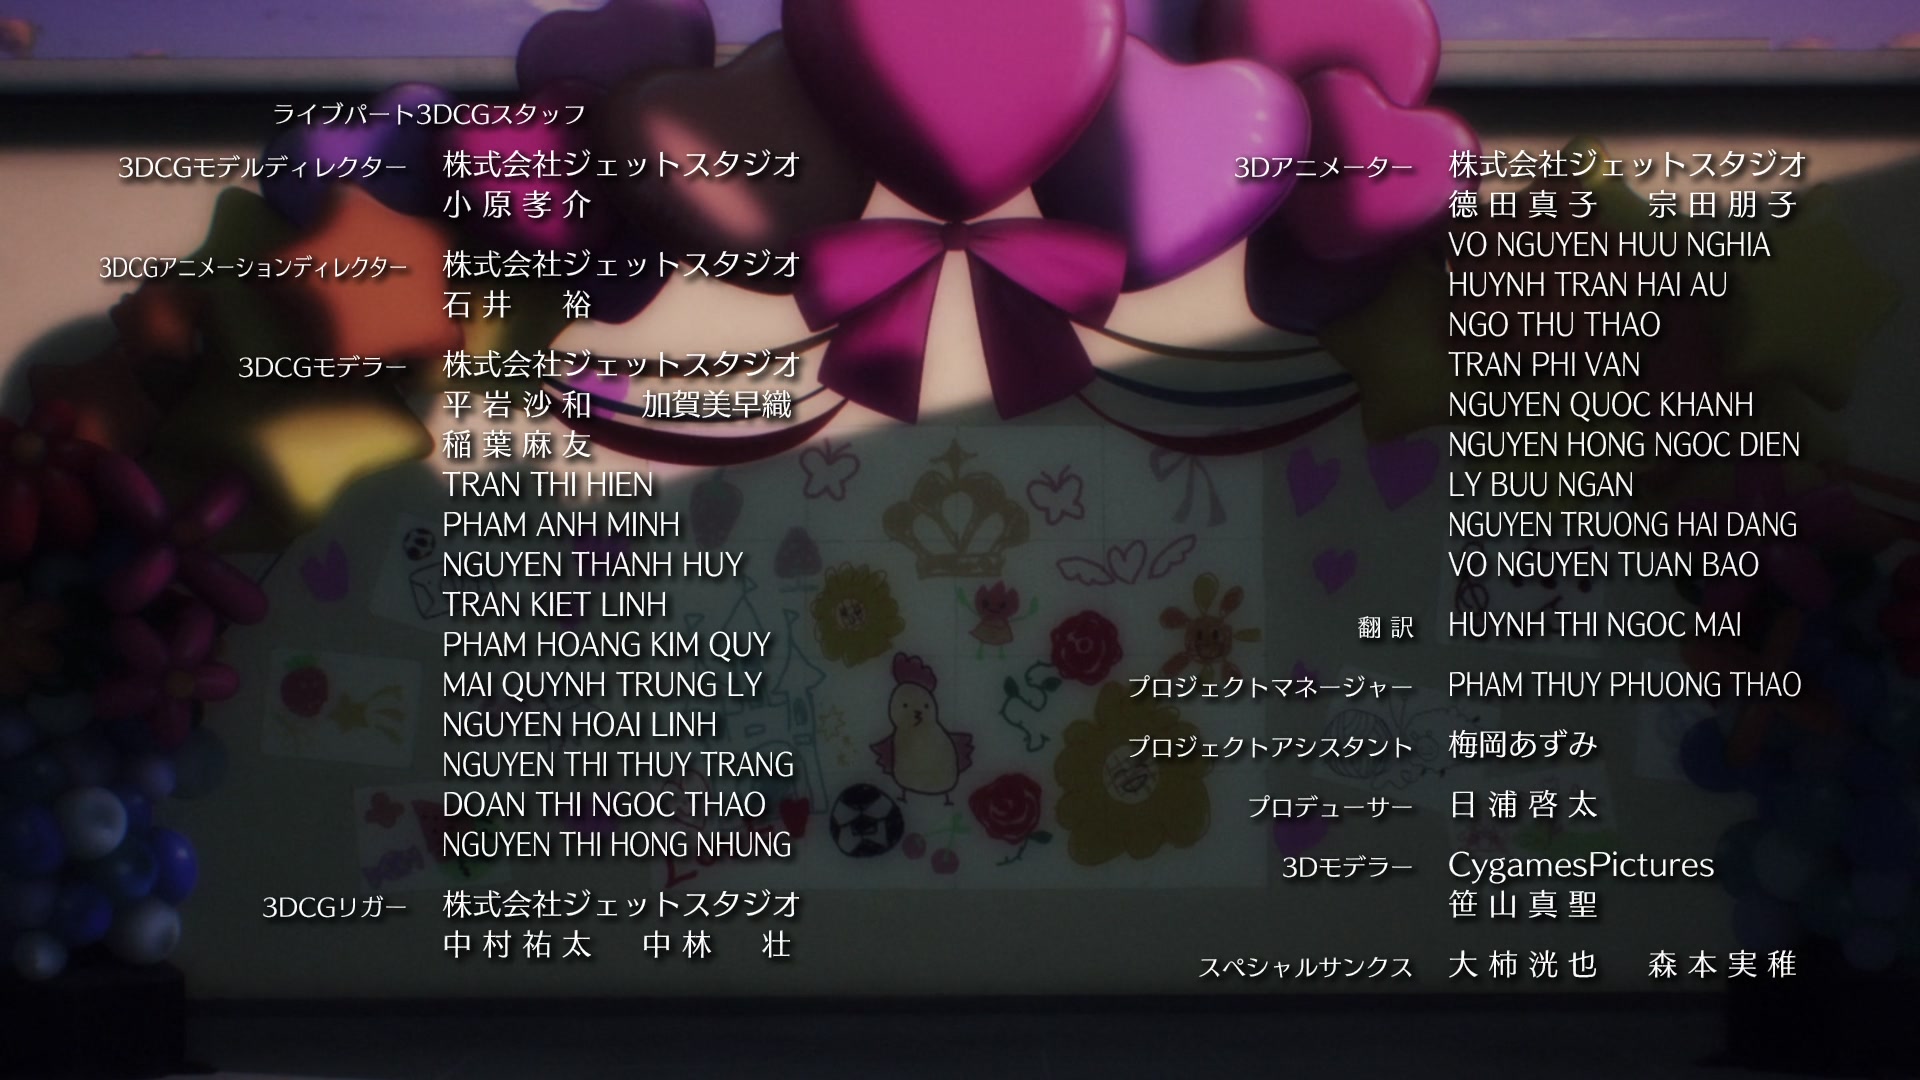 ライブパート3DCGスタッフ
3DCGモデルディレクター 株式会社ジェットスタジオ
小原孝介
3DCGアニメーションディレクター 株式会社ジェットスタジオ
石井 裕
3DCGモデラー 株式会社ジェットスタジオ
平岩沙和 加賀美早織
稲葉麻友
TRAN THI HIEN
PHAM ANH MINH
NGUYEN THANH HUY
TRAN KIET LINH
PHAM HOANG KIM QUY
MAI QUYNH TRUNG LY
NGUYEN HOAI LINH
NGUYEN THI THUY TRANG
DOAN THI NGOC THAO
NGUYEN THI HONG NHUNG
3DCGリガー 株式会社ジェットスタジオ
中村祐太 中林 壮
3Dアニメーター 株式会社ジェットスタジオ
德田真子 宗田朋子
VO NGUYEN HUU NGHIA
HUYNH TRAN HAI AU
NGO THU THAO
TRAN PHI VAN
NGUYEN QUOC KHANH
NGUYEN HONG NGOC DIEN
LY BUU NGAN
NGUYEN TRUONG HAI DANG
VO NGUYEN TUAN BAO
翻訳 HUYNH THI NGOC MAI
プロジェクトマネージャー PHAM THUY PHUONG THAO
プロジェクトアシスタント 梅岡あずみ
プロデューサー 日浦啓太
3Dモデラー CygamesPictures
笹山真聖
スペシャルサンクス 大柿洸也 森本実稚